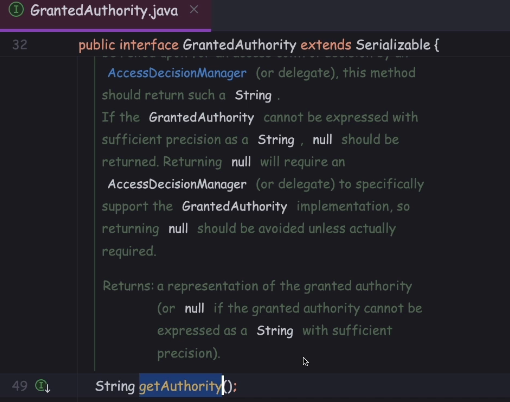 GrantedAuthority.java
32 public interface GrantedAuthority extends Serializable {
AccessDecisionManager (or delegate), this method
should return such a String .
If the GrantedAuthority cannot be expressed with
sufficient precision as a String , null should be
returned. Returning null will require an
AccessDecisionManager (or delegate) to specifically
support the GrantedAuthority implementation, so
returning null should be avoided unless actually
required.
Returns: a representation of the granted authority
(or null if the granted authority cannot be
expressed as a String with sufficient
precision).
49 String getAuthority();